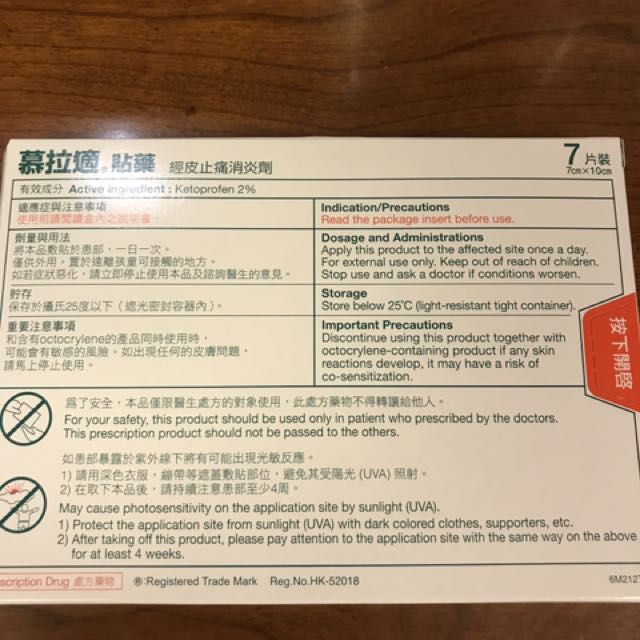 慕拉適® 貼藥 經皮止痛消炎劑
7片裝
7cm×10cm
有效成分 Active Ingredient : Ketoprofen 2%
適應症與注意事項
使用前請閱讀盒內之說明書。
Indication/Precautions
Read the package insert before use.
劑量與用法
將本品敷貼於患部，一日一次。
僅供外用。置於遠離孩童可接觸的地方。
如若症狀惡化，請立即停止使用本品及諮詢醫生的意見。
Dosage and Administrations
Apply this product to the affected site once a day.
For external use only. Keep out of reach of children.
Stop use and ask a doctor if conditions worsen.
貯存
保存於攝氏25度以下（遮光密封容器內）。
Storage
Store below 25℃ (light-resistant tight container).
重要注意事項
和含有octocrylene的產品同時使用時，
可能會有敏感的風險。如出現任何的皮膚問題，
請馬上停止使用。
Important Precautions
Discontinue using this product together with
octocrylene-containing product if any skin
reactions develop, it may have a risk of
co-sensitization.
按下開啓
為了安全，本品僅限醫生處方的對象使用，此處方藥物不得轉讓給他人。
For your safety, this product should be used only in patient who prescribed by the doctors.
This prescription product should not be passed to the others.
如患部暴露於紫外線下將有可能出現光敏反應。
1) 請用深色衣服，繃帶等遮蓋敷貼部位，避免其受陽光 (UVA) 照射。
2) 在取下本品後，請持續注意患部至少4周。
May cause photosensitivity on the application site by sunlight (UVA).
1) Protect the application site from sunlight (UVA) with dark colored clothes, supporters, etc.
2) After taking off this product, please pay attention to the application site with the same way on the above
for at least 4 weeks.
scription Drug 處方藥物
®:Registered Trade Mark Reg.No.HK-52018
6M212